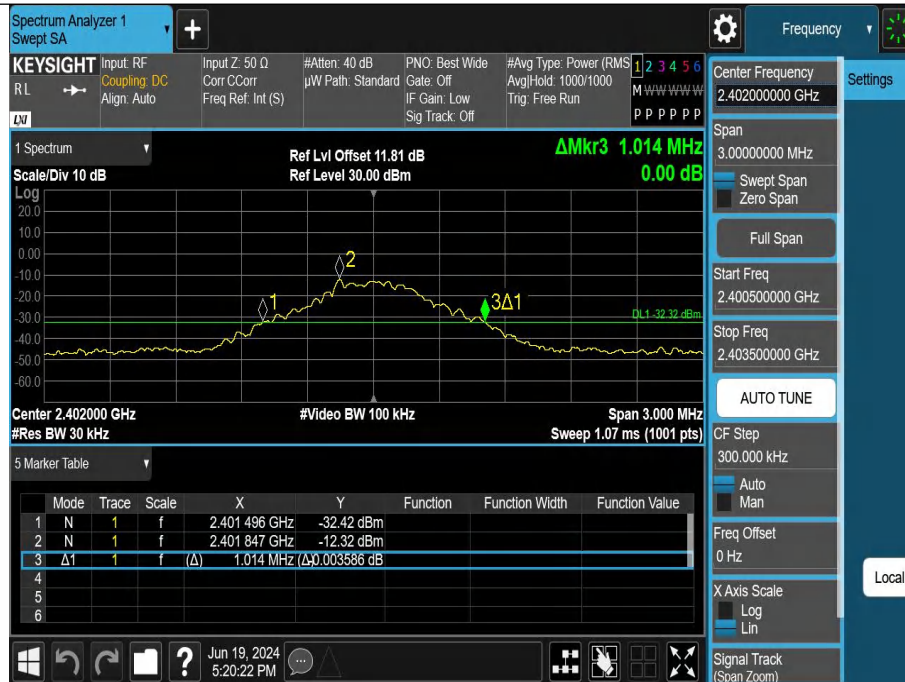 Spectrum Analyzer 1
Swept SA
Frequency
KEYSIGHT
RL
LXI
Input: RF
Coupling: DC
Align: Auto
Input Z: 50 Ω
Corr CCorr
Freq Ref: Int (S)
#Atten: 40 dB
µW Path: Standard
PNO: Best Wide
Gate: Off
IF Gain: Low
Sig Track: Off
#Avg Type: Power (RMS
Avg|Hold: 1000/1000
Trig: Free Run
1 2 3 4 5 6
M W W W W W
P P P P P P
1 Spectrum
Scale/Div 10 dB
Ref Lvl Offset 11.81 dB
Ref Level 30.00 dBm
ΔMkr3 1.014 MHz
0.00 dB
Log
20.0
10.0
0.00
-10.0
-20.0
-30.0
-40.0
-50.0
-60.0
1
2
3Δ1
DL1 -32.32 dBm
Center 2.402000 GHz
#Video BW 100 kHz
Span 3.000 MHz
#Res BW 30 kHz
Sweep 1.07 ms (1001 pts)
5 Marker Table
Mode Trace Scale X Y Function Function Width Function Value
1 N 1 f 2.401 496 GHz -32.42 dBm
2 N 1 f 2.401 847 GHz -12.32 dBm
3 Δ1 1 f (Δ) 1.014 MHz (Δ) -0.003586 dB
4
5
6
Jun 19, 2024
5:20:22 PM
Center Frequency
2.402000000 GHz
Settings
Span
3.00000000 MHz
Swept Span
Zero Span
Full Span
Start Freq
2.400500000 GHz
Stop Freq
2.403500000 GHz
AUTO TUNE
CF Step
300.000 kHz
Auto
Man
Freq Offset
0 Hz
Local
X Axis Scale
Log
Lin
Signal Track
(Span Zoom)